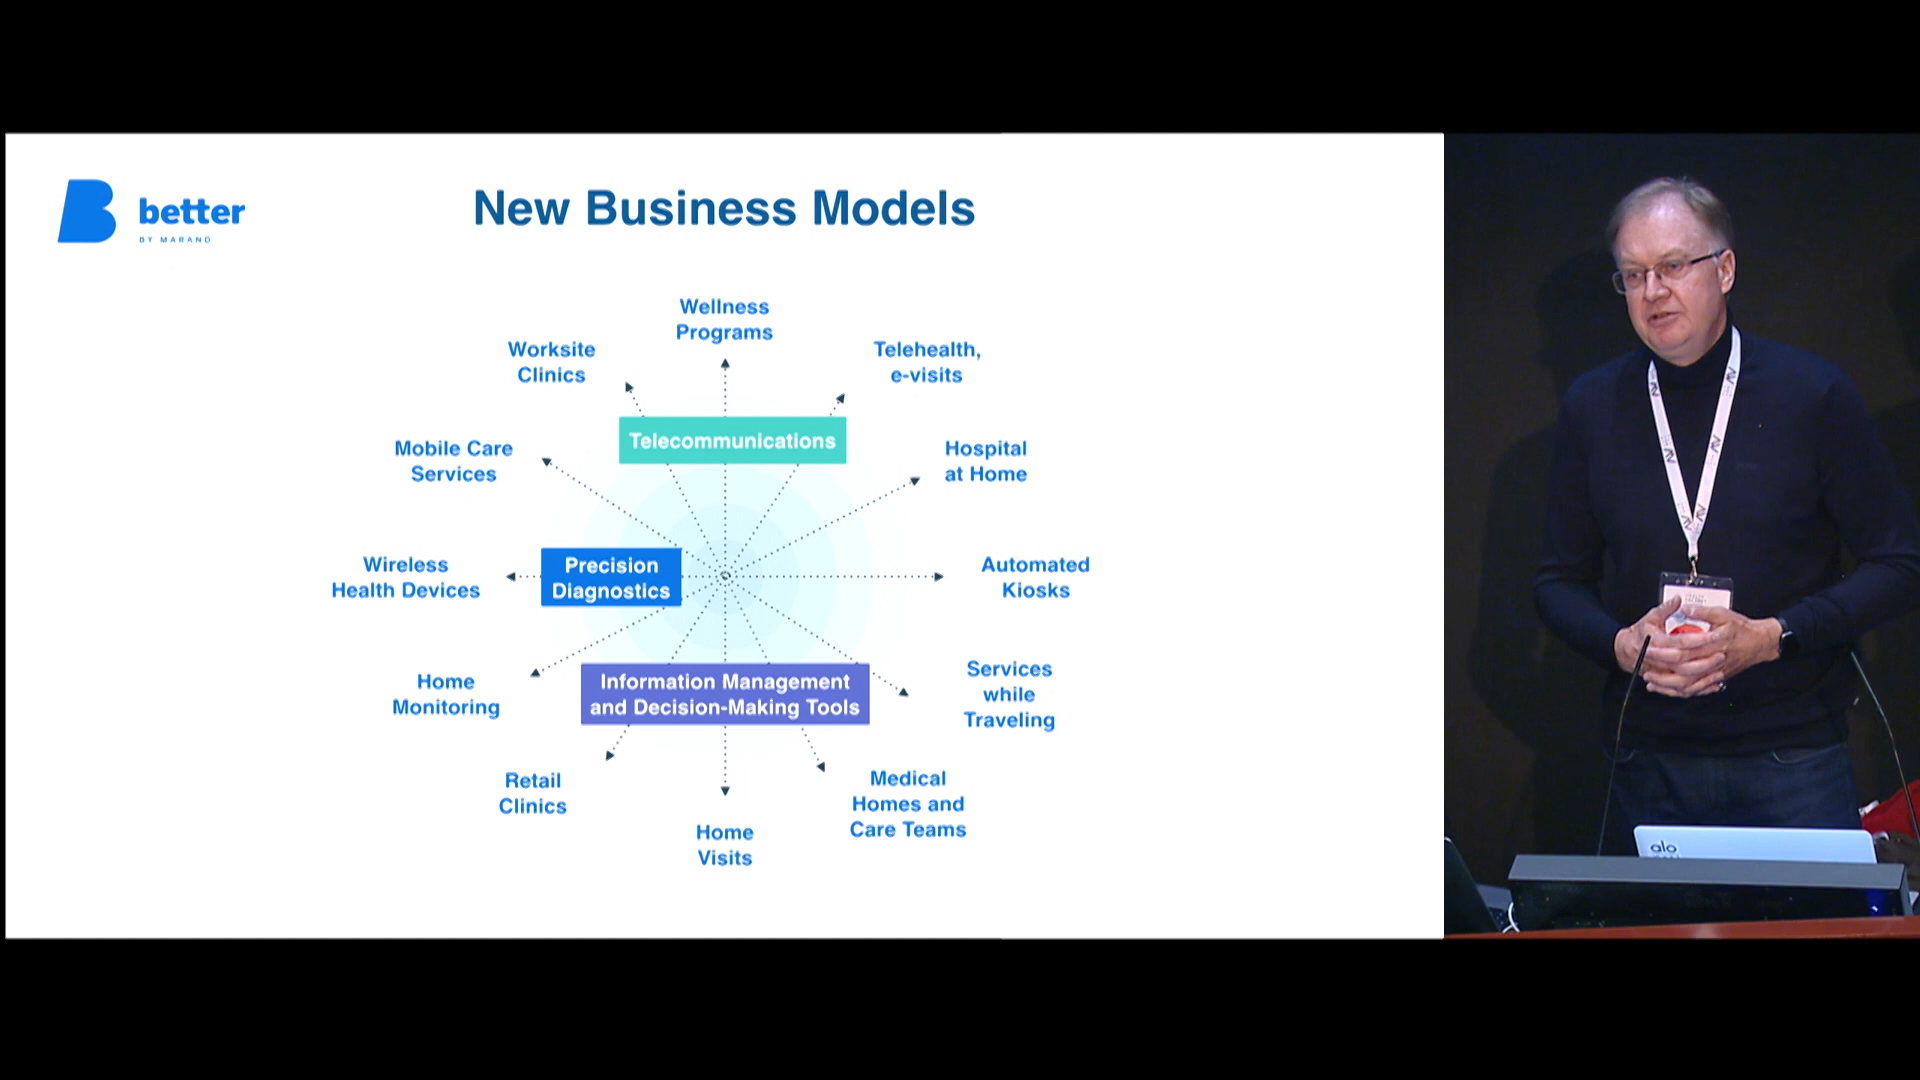 better
BY MARAND
New Business Models
Wellness
Programs
Worksite
Clinics
Telehealth,
e-visits
Telecommunications
Mobile Care
Services
Hospital
at Home
Wireless
Health Devices
Precision
Diagnostics
Automated
Kiosks
Home
Monitoring
Information Management
and Decision-Making Tools
Services
while
Traveling
Retail
Clinics
Medical
Homes and
Care Teams
Home
Visits
alo